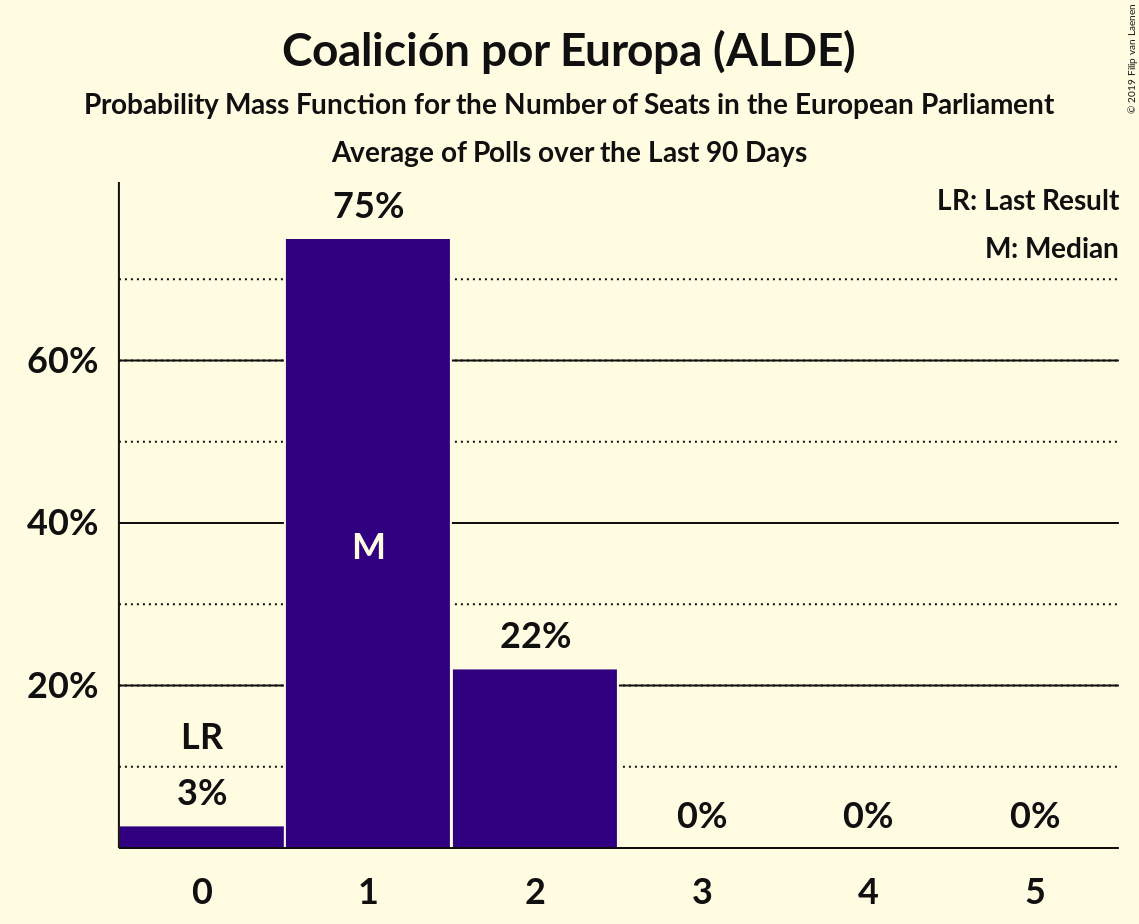 Coalición por Europa (ALDE)
Probability Mass Function for the Number of Seats in the European Parliament
Average of Polls over the Last 90 Days
© 2019 Filip van Laenen
LR: Last Result
M: Median
75%
60%
40%
M
22%
20%
LR
3%
0%
0%
0%
0
1
2
3
4
5